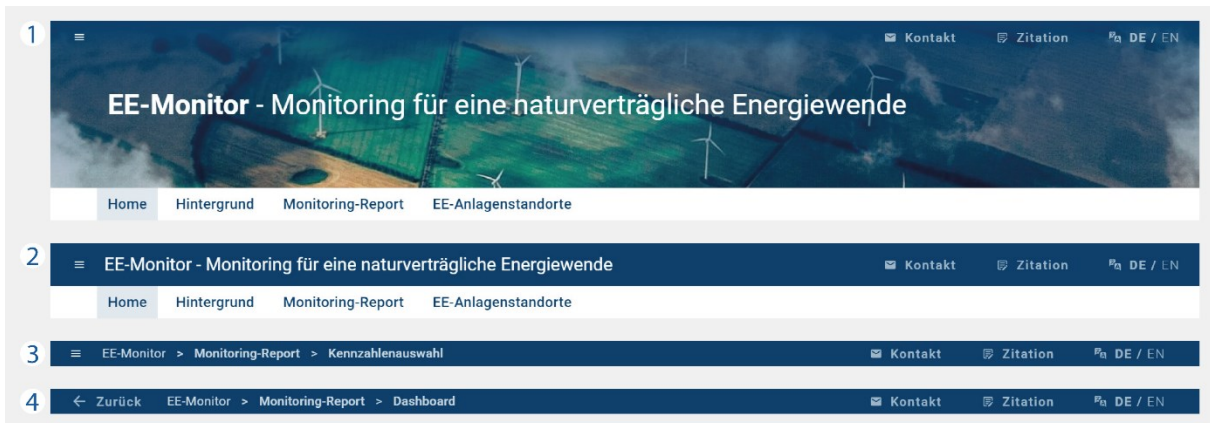 1
Kontakt Zitation DE / EN
EE-Monitor - Monitoring für eine naturverträgliche Energiewende
Home Hintergrund Monitoring-Report EE-Anlagenstandorte
2
EE-Monitor - Monitoring für eine naturverträgliche Energiewende Kontakt Zitation DE / EN
Home Hintergrund Monitoring-Report EE-Anlagenstandorte
3 EE-Monitor > Monitoring-Report > Kennzahlenauswahl Kontakt Zitation DE / EN
4 ← Zurück EE-Monitor > Monitoring-Report > Dashboard Kontakt Zitation DE / EN